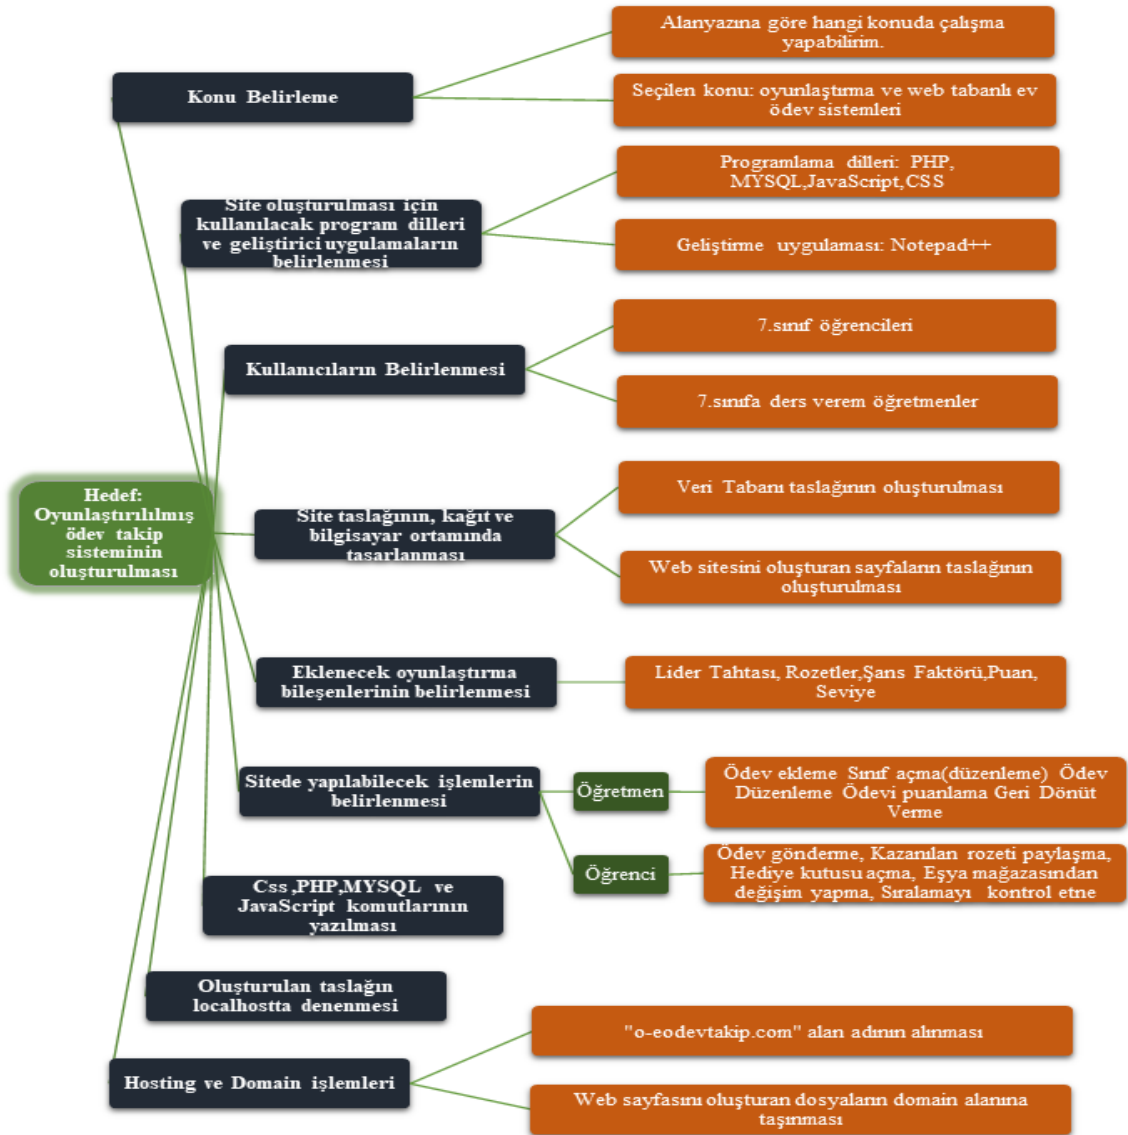 Alanyazına göre hangi konuda çalışma
yapabilirim.
Konu Belirleme
Seçilen konu: oyunlaştırma ve web tabanlı ev
ödev sistemleri
Site oluşturulması için
kullanılacak program dilleri
ve geliştirici uygulamaların
belirlenmesi
Programlama dilleri: PHP,
MYSQL,JavaScript,CSS
Geliştirme uygulaması: Notepad++
Kullanıcıların Belirlenmesi
7.sınıf öğrencileri
7.sınıfa ders verem öğretmenler
Hedef:
Oyunlaştırılılmış
ödev takip
sisteminin
oluşturulması
Site taslağının, kağıt ve
bilgisayar ortamında
tasarlanması
Veri Tabanı taslağının oluşturulması
Web sitesini oluşturan sayfaların taslağının
oluşturulması
Eklenecek oyunlaştırma
bileşenlerinin belirlenmesi
Lider Tahtası, Rozetler,Şans Faktörü,Puan,
Seviye
Sitede yapılabilecek işlemlerin
belirlenmesi
Öğretmen
Ödev ekleme Sınıf açma(düzenleme) Ödev
Düzenleme Ödevi puanlama Geri Dönüt
Verme
Öğrenci
Ödev gönderme, Kazanılan rozeti paylaşma,
Hediye kutusu açma, Eşya mağazasından
değişim yapma, Sıralamayı kontrol etne
Css ,PHP,MYSQL ve
JavaScript komutlarının
yazılması
Oluşturulan taslağın
localhostta denenmesi
Hosting ve Domain işlemleri
"o-eodevtakip.com" alan adının alınması
Web sayfasını oluşturan dosyaların domain alanına
taşınması